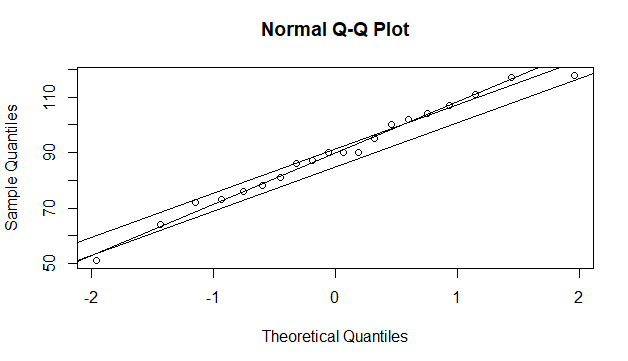 Normal Q-Q Plot
Sample Quantiles
110
90
70
50
-2 -1 0 1 2
Theoretical Quantiles